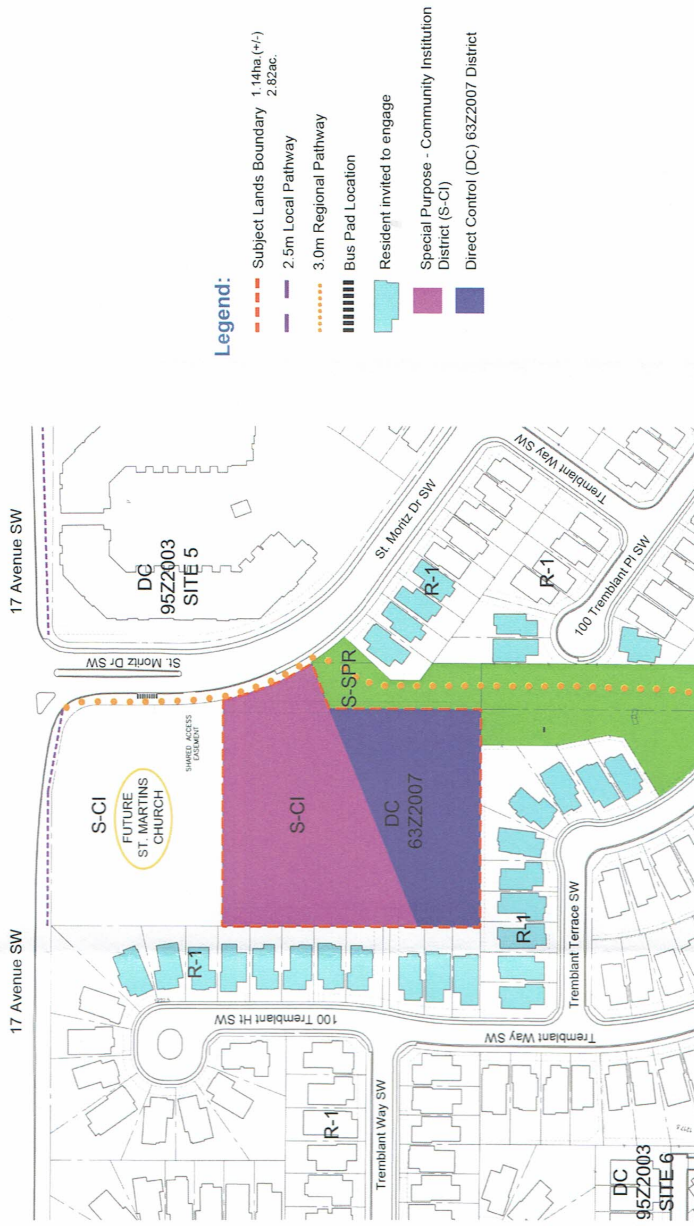 17 Avenue SW
17 Avenue SW
St. Moritz Dr SW
DC
95Z2003
SITE 5
S-CI
FUTURE
ST. MARTINS
CHURCH
SHARED ACCESS
EASEMENT
St. Moritz Dr SW
Tremblant Way SW
R-1
R-1
100 Tremblant Pl SW
S-SPR
S-CI
DC
63Z2007
R-1
R-1
100 Tremblant Ht SW
Tremblant Terrace SW
Tremblant Way SW
R-1
Tremblant Way SW
DC
95Z2003
SITE 6
Legend:
Subject Lands Boundary 1.14ha.(+/-)
2.82ac.
2.5m Local Pathway
3.0m Regional Pathway
Bus Pad Location
Resident invited to engage
Special Purpose - Community Institution
District (S-CI)
Direct Control (DC) 63Z2007 District